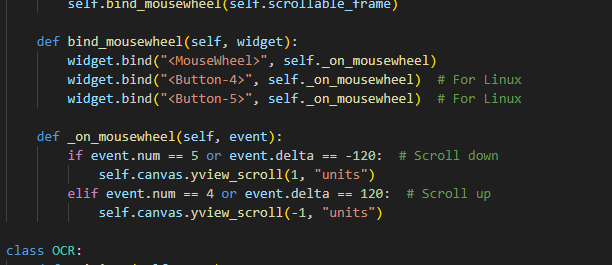 self.bind_mousewheel(self.scrollable_frame)
def bind_mousewheel(self, widget):
widget.bind("<MouseWheel>", self._on_mousewheel)
widget.bind("<Button-4>", self._on_mousewheel)  # For Linux
widget.bind("<Button-5>", self._on_mousewheel)  # For Linux
def _on_mousewheel(self, event):
if event.num == 5 or event.delta == -120:  # Scroll down
self.canvas.yview_scroll(1, "units")
elif event.num == 4 or event.delta == 120:  # Scroll up
self.canvas.yview_scroll(-1, "units")
class OCR: